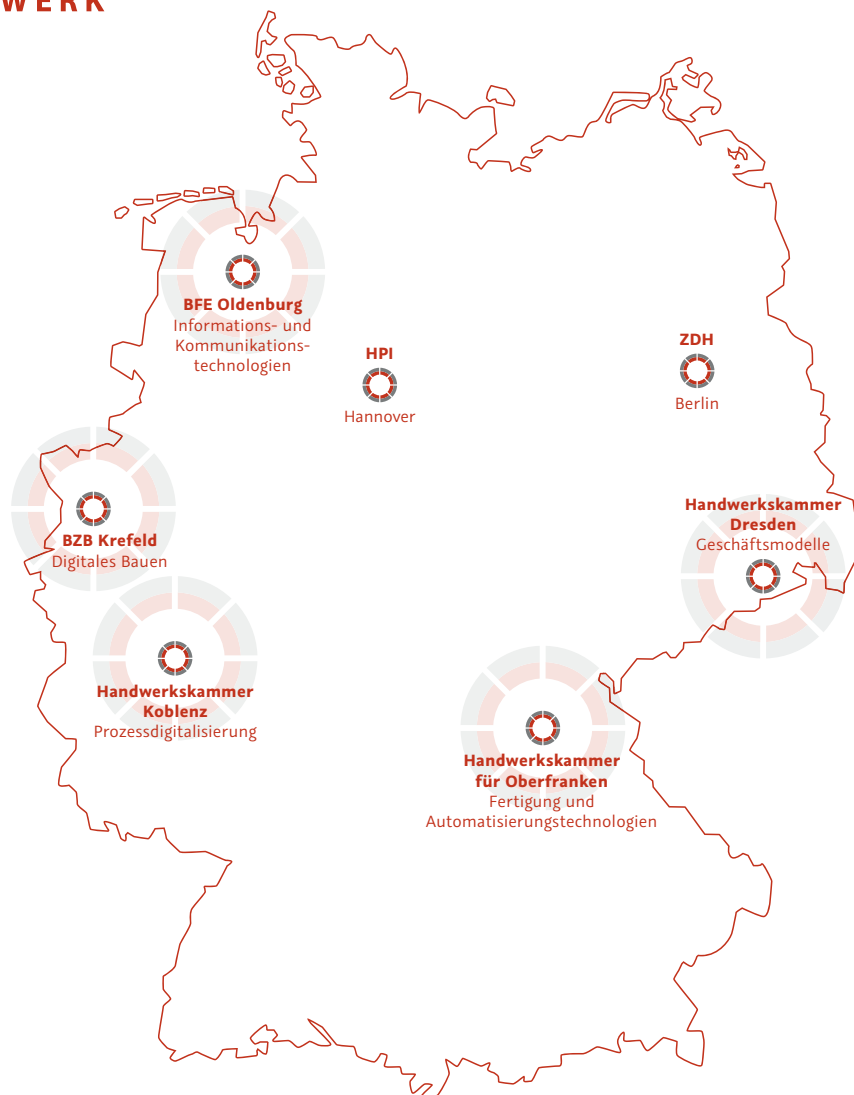 WERK
BFE Oldenburg
Informations- und
Kommunikations-
technologien
HPI
Hannover
ZDH
Berlin
BZB Krefeld
Digitales Bauen
Handwerkskammer
Dresden
Geschäftsmodelle
Handwerkskammer
Koblenz
Prozessdigitalisierung
Handwerkskammer
für Oberfranken
Fertigung und
Automatisierungstechnologien